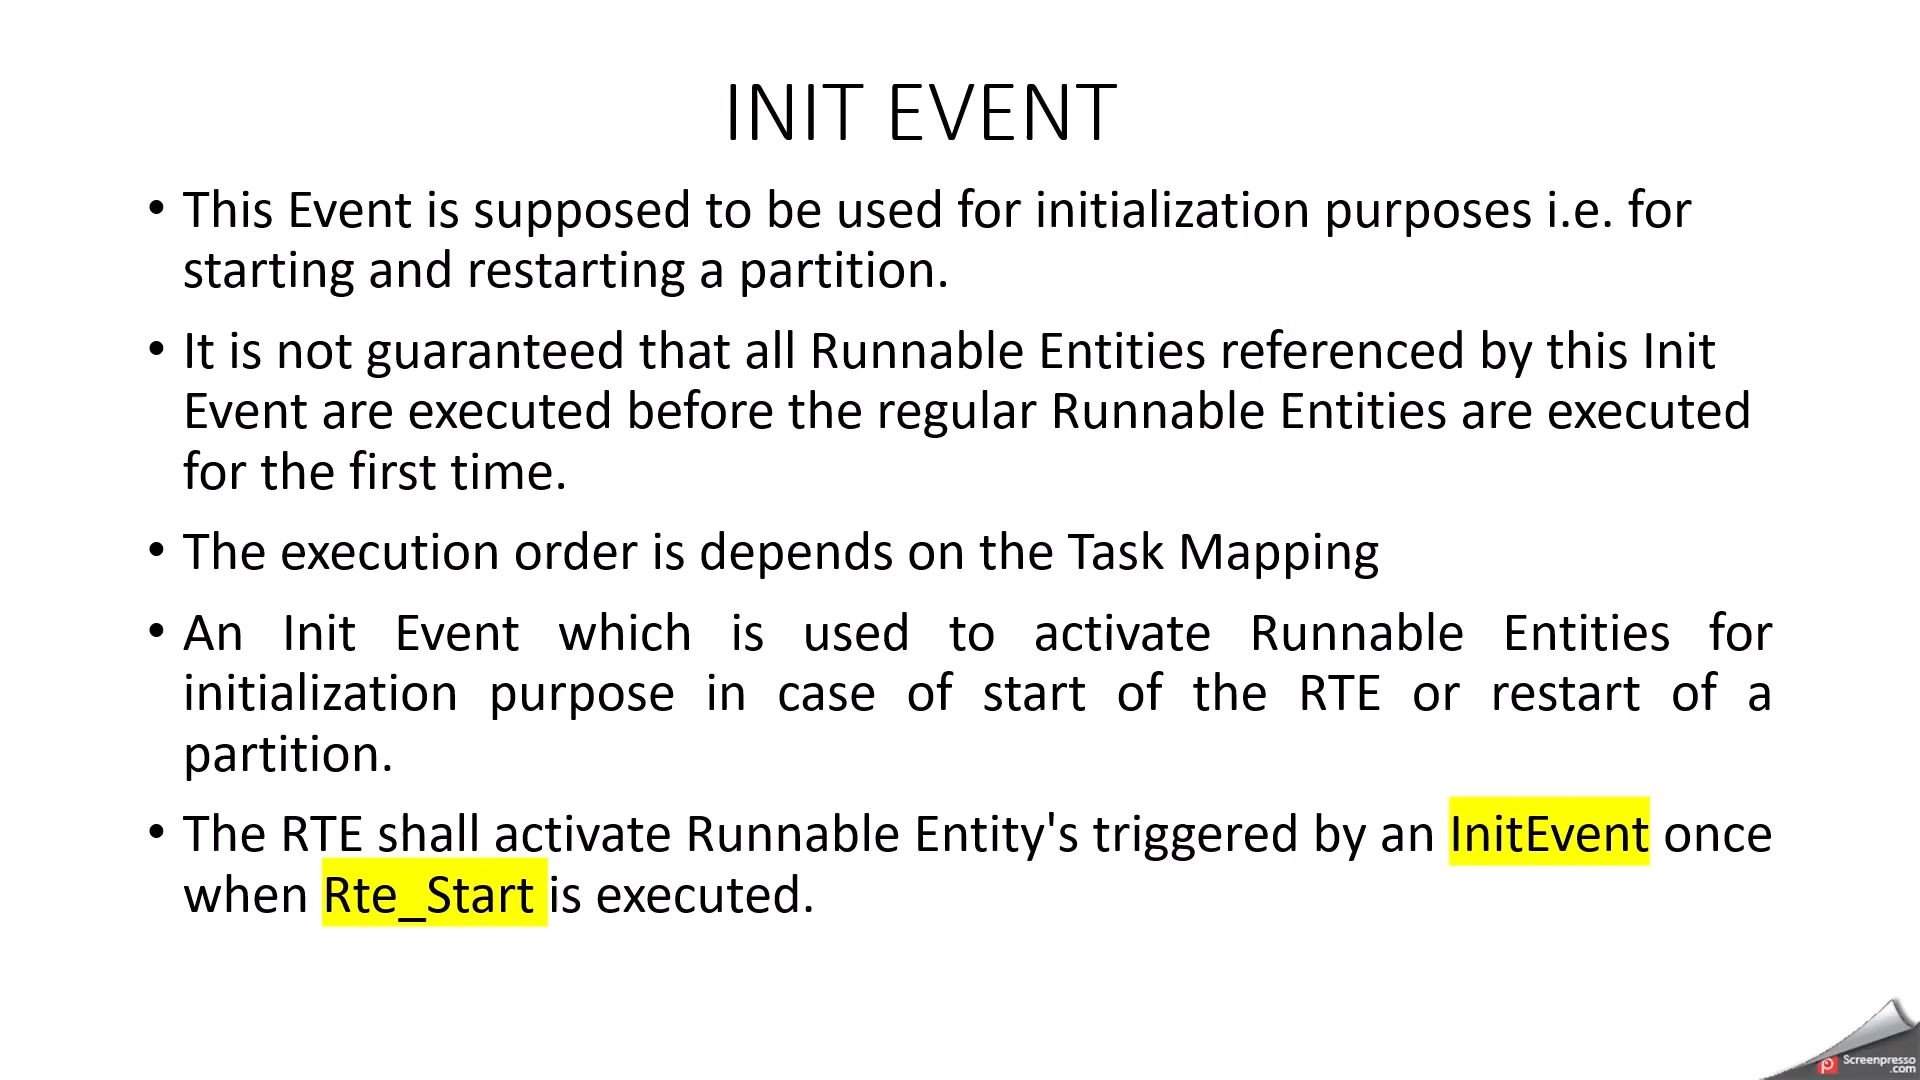 INIT EVENT
• This Event is supposed to be used for initialization purposes i.e. for
starting and restarting a partition.
• It is not guaranteed that all Runnable Entities referenced by this Init
Event are executed before the regular Runnable Entities are executed
for the first time.
• The execution order is depends on the Task Mapping
• An Init Event which is used to activate Runnable Entities for
initialization purpose in case of start of the RTE or restart of a
partition.
• The RTE shall activate Runnable Entity's triggered by an InitEvent once
when Rte_Start is executed.
Screenpresso
.com